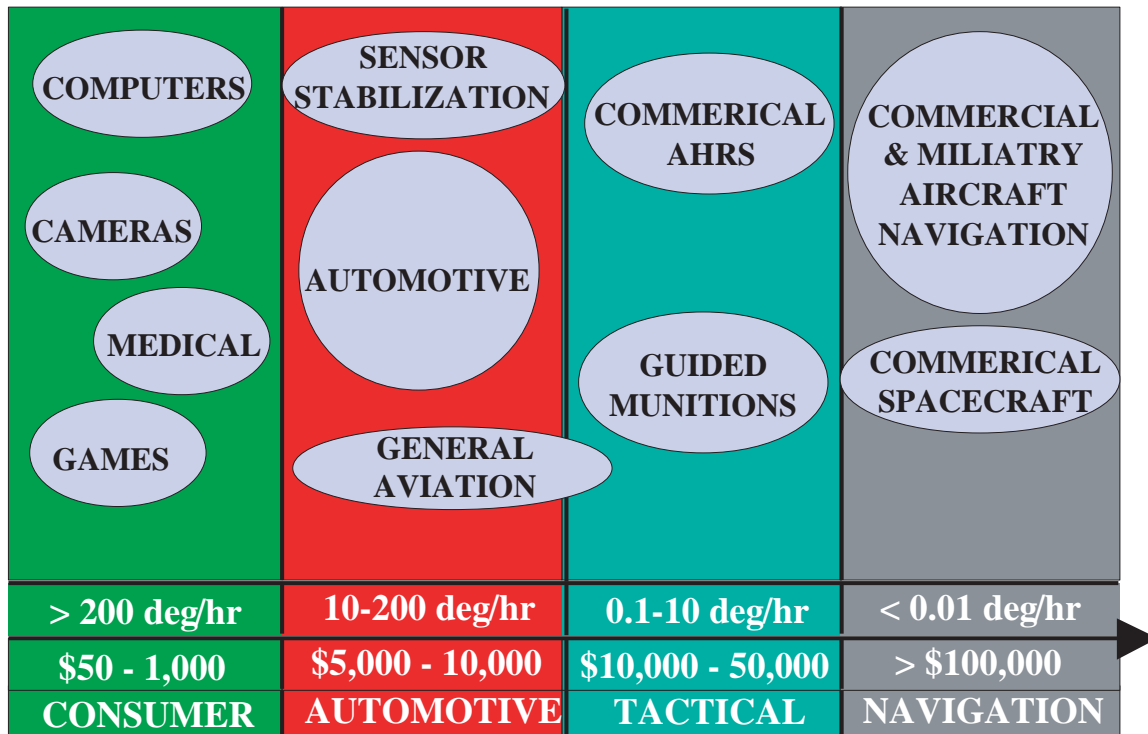 COMPUTERS
CAMERAS
MEDICAL
GAMES
SENSOR
STABILIZATION
AUTOMOTIVE
GENERAL
AVIATION
COMMERICAL
AHRS
GUIDED
MUNITIONS
COMMERCIAL
& MILIATRY
AIRCRAFT
NAVIGATION
COMMERICAL
SPACECRAFT
> 200 deg/hr 10-200 deg/hr 0.1-10 deg/hr < 0.01 deg/hr
$50 - 1,000 $5,000 - 10,000 $10,000 - 50,000 > $100,000
CONSUMER AUTOMOTIVE TACTICAL NAVIGATION